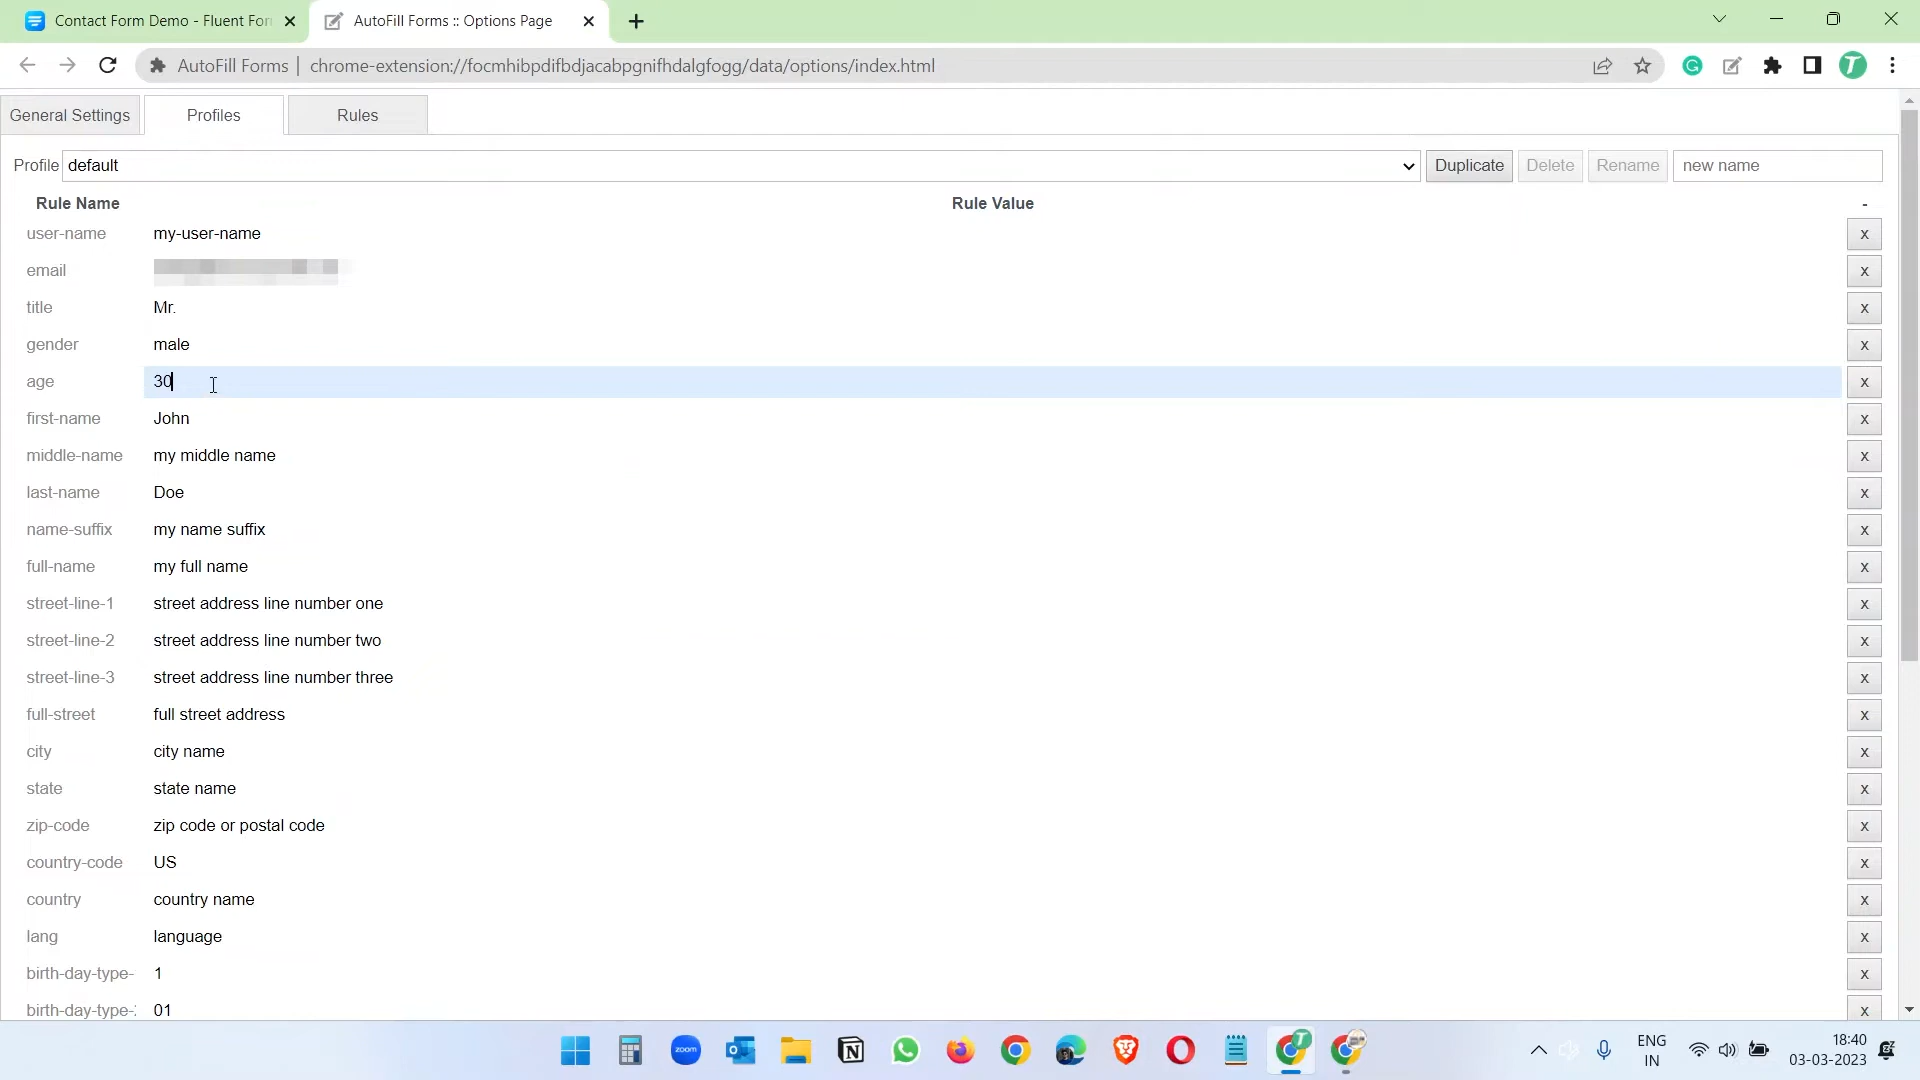 Contact Form Demo - Fluent For
AutoFill Forms :: Options Page
AutoFill Forms | chrome-extension://focmhibpdifbdjacabpgnifhdalgfogg/data/options/index.html
General Settings
Profiles
Rules
Profile default Duplicate Delete Rename new name
Rule Name Rule Value -
user-name my-user-name x
email x
title Mr. x
gender male x
age 30 x
first-name John x
middle-name my middle name x
last-name Doe x
name-suffix my name suffix x
full-name my full name x
street-line-1 street address line number one x
street-line-2 street address line number two x
street-line-3 street address line number three x
full-street full street address x
city city name x
state state name x
zip-code zip code or postal code x
country-code US x
country country name x
lang language x
birth-day-type- 1 x
birth-day-type- 01 x
zoom
ENG 18:40
IN 03-03-2023